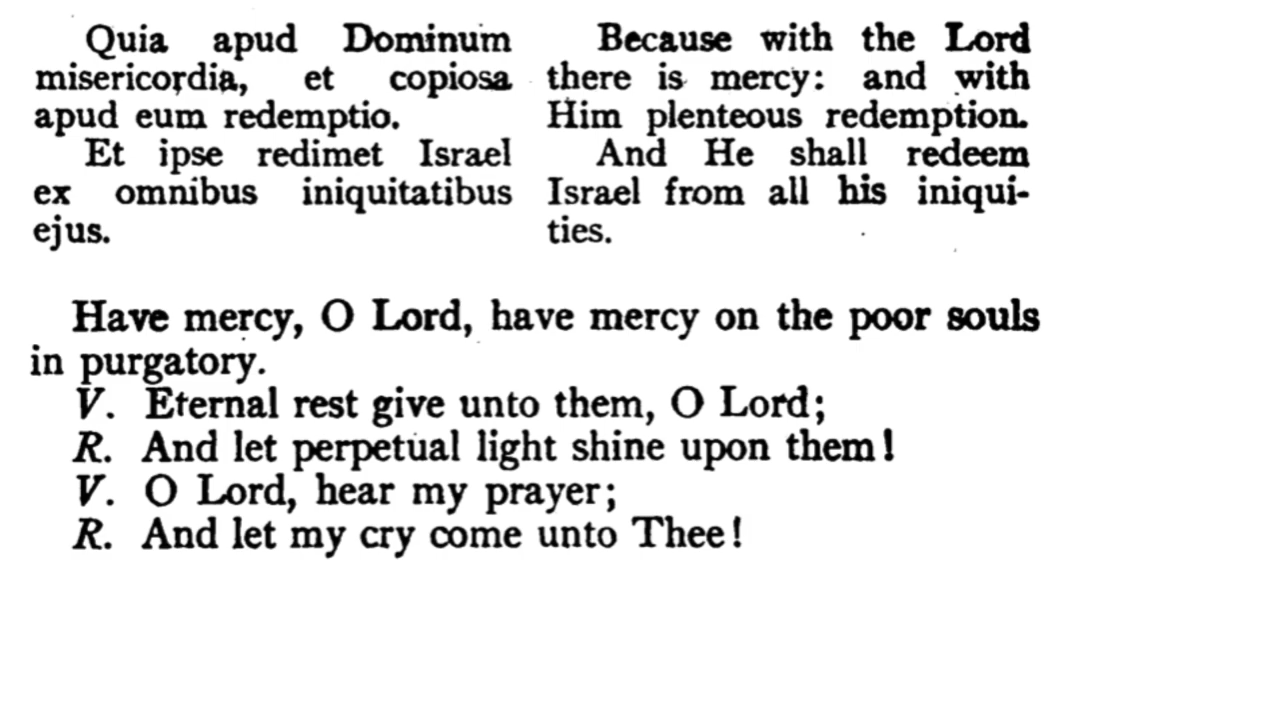 Quia apud Dominum
misericordia, et copiosa
apud eum redemptio.
Et ipse redimet Israel
ex omnibus iniquitatibus
ejus.
Because with the Lord
there is mercy: and with
Him plenteous redemption.
And He shall redeem
Israel from all his iniqui-
ties.
Have mercy, O Lord, have mercy on the poor souls
in purgatory.
V. Eternal rest give unto them, O Lord;
R. And let perpetual light shine upon them!
V. O Lord, hear my prayer;
R. And let my cry come unto Thee!